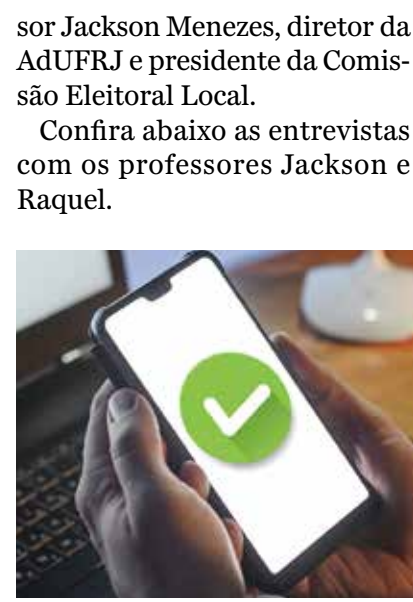 sor Jackson Menezes, diretor da
AdUFRJ e presidente da Comis-
são Eleitoral Local.
Confira abaixo as entrevistas
com os professores Jackson e
Raquel.